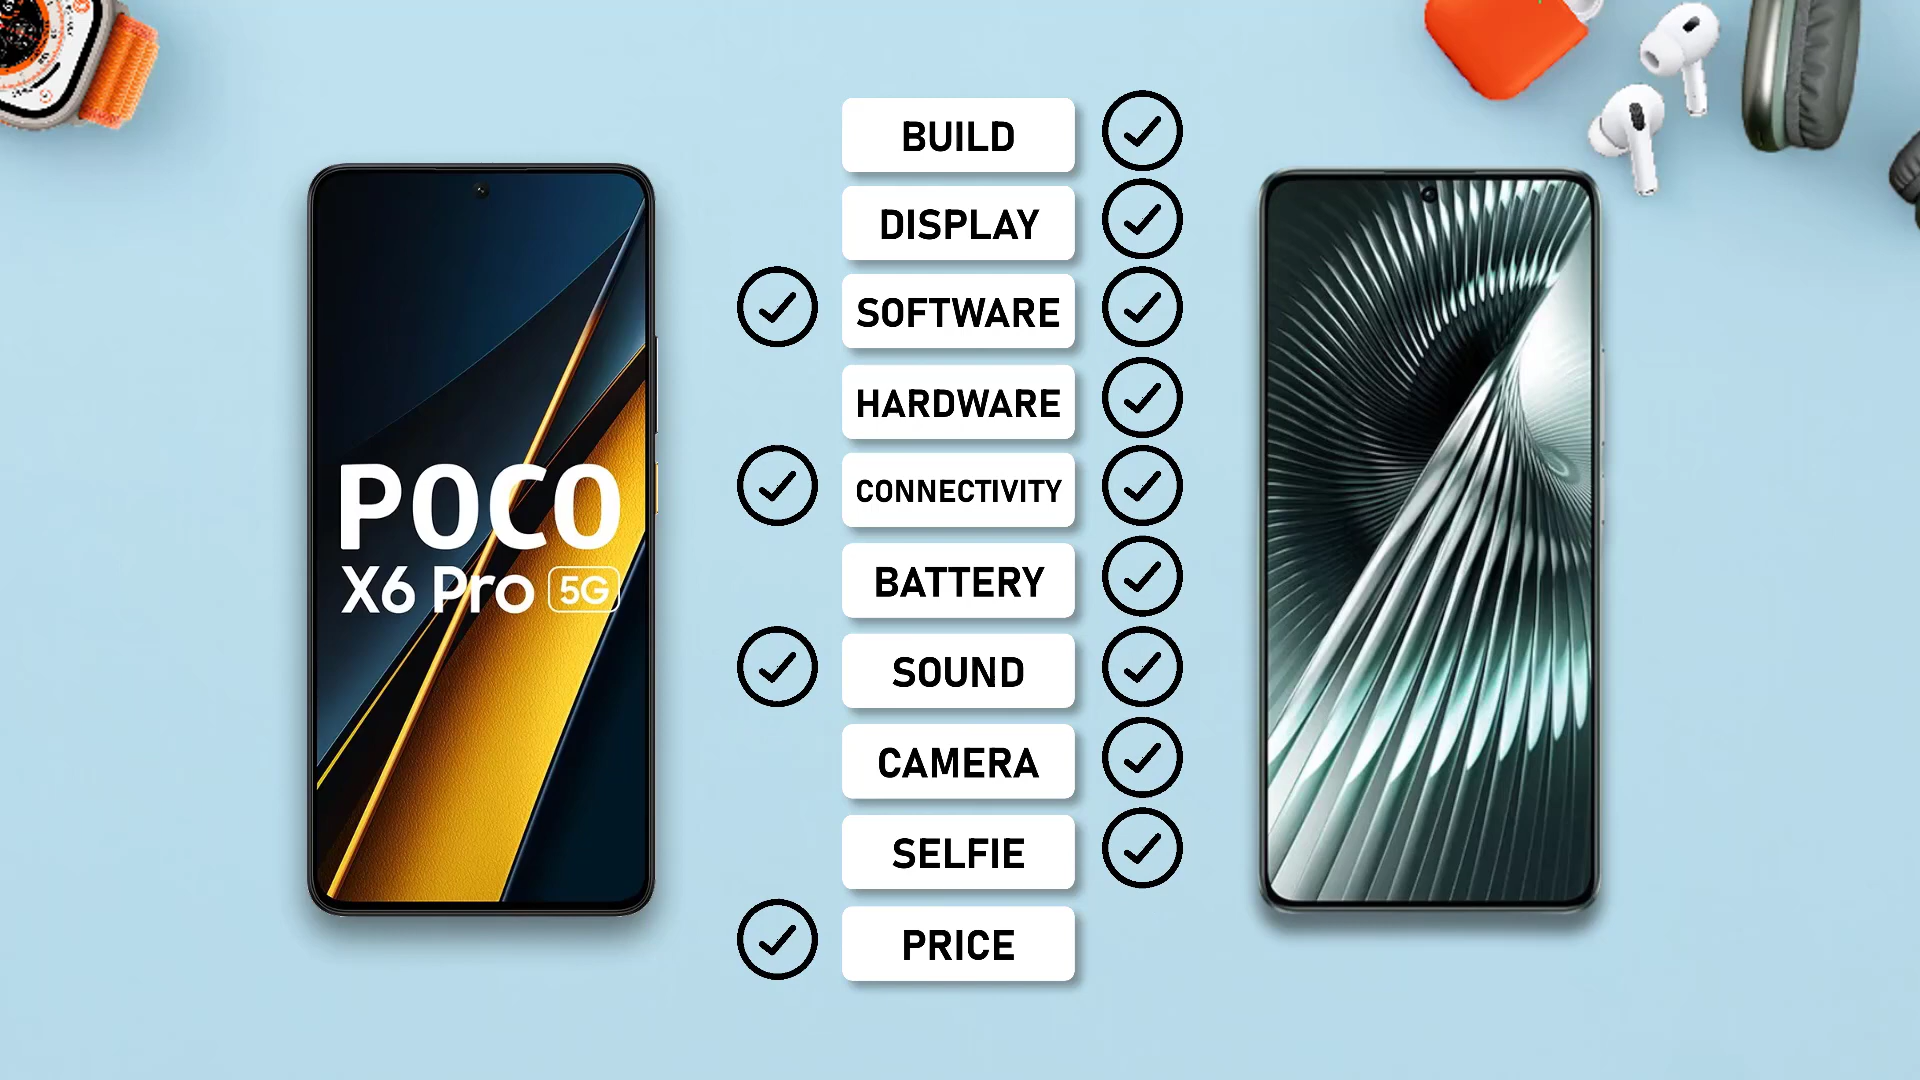 BUILD
DISPLAY
SOFTWARE
HARDWARE
CONNECTIVITY
BATTERY
SOUND
CAMERA
SELFIE
PRICE
POCO
X6 Pro 5G